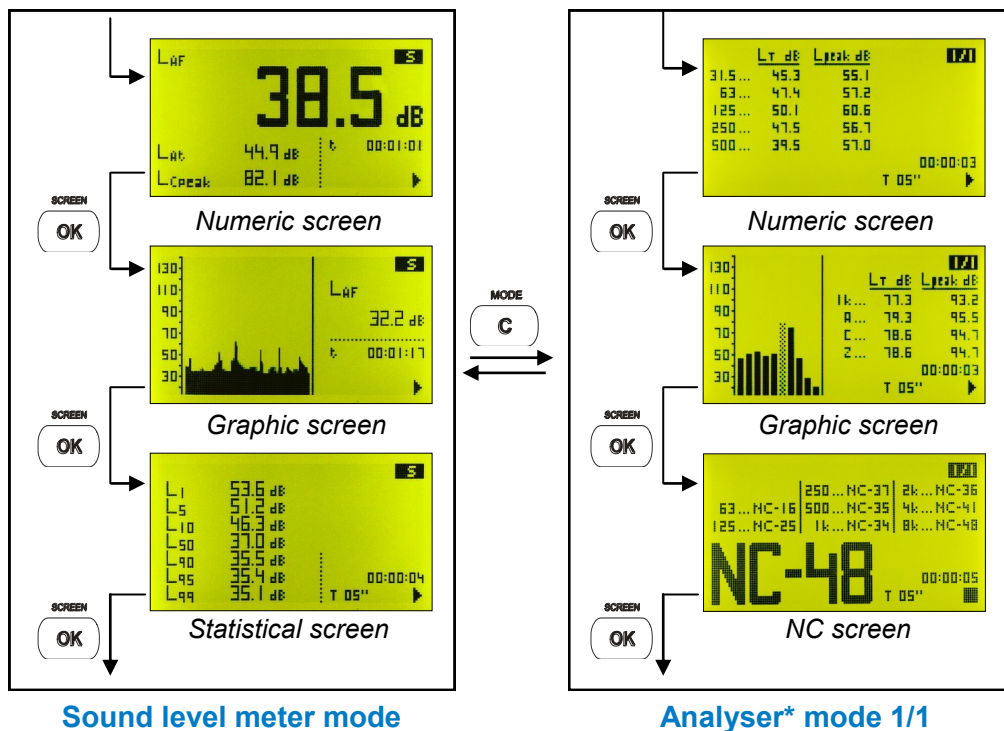 LAF S
38.5 dB
LAt 44.9 dB t 00:01:01
LCpeak 82.1 dB
SCREEN
OK
Numeric screen
130 S
110 LAF
90 32.2 dB
70
50 t 00:01:17
30
SCREEN
OK
Graphic screen
S
L1 53.6 dB
L5 51.2 dB
L10 46.3 dB
L50 37.0 dB
L90 35.5 dB
L95 35.4 dB 00:00:04
L99 35.1 dB T 05"
SCREEN
OK
Statistical screen
Sound level meter mode
MODE
C
LT dB Lpeak dB 1/1
31.5... 45.3 55.1
63... 47.4 57.2
125... 50.1 60.6
250... 47.5 56.7
500... 39.5 57.0
00:00:03
T 05"
SCREEN
OK
Numeric screen
130 1/1
110 LT dB Lpeak dB
90 1k... 77.3 93.2
A... 79.3 95.5
70 C... 78.6 94.7
50 Z... 78.6 94.7
00:00:03
30 T 05"
SCREEN
OK
Graphic screen
1/1
250...NC-37 2k...NC-36
63...NC-16 500...NC-35 4k...NC-41
125...NC-25 1k...NC-34 8k...NC-48
NC-48
00:00:05
T 05"
SCREEN
OK
NC screen
Analyser* mode 1/1